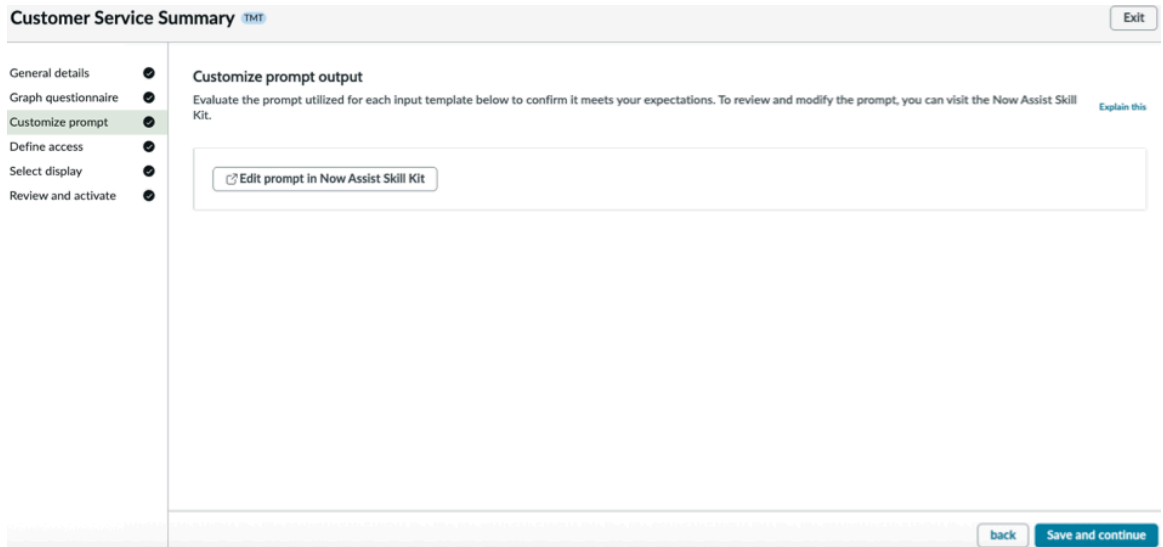 Customer Service Summary TMT
Exit
General details
Graph questionnaire
Customize prompt
Define access
Select display
Review and activate
Customize prompt output
Evaluate the prompt utilized for each input template below to confirm it meets your expectations. To review and modify the prompt, you can visit the Now Assist Skill
Kit.
Explain this
Edit prompt in Now Assist Skill Kit
back
Save and continue